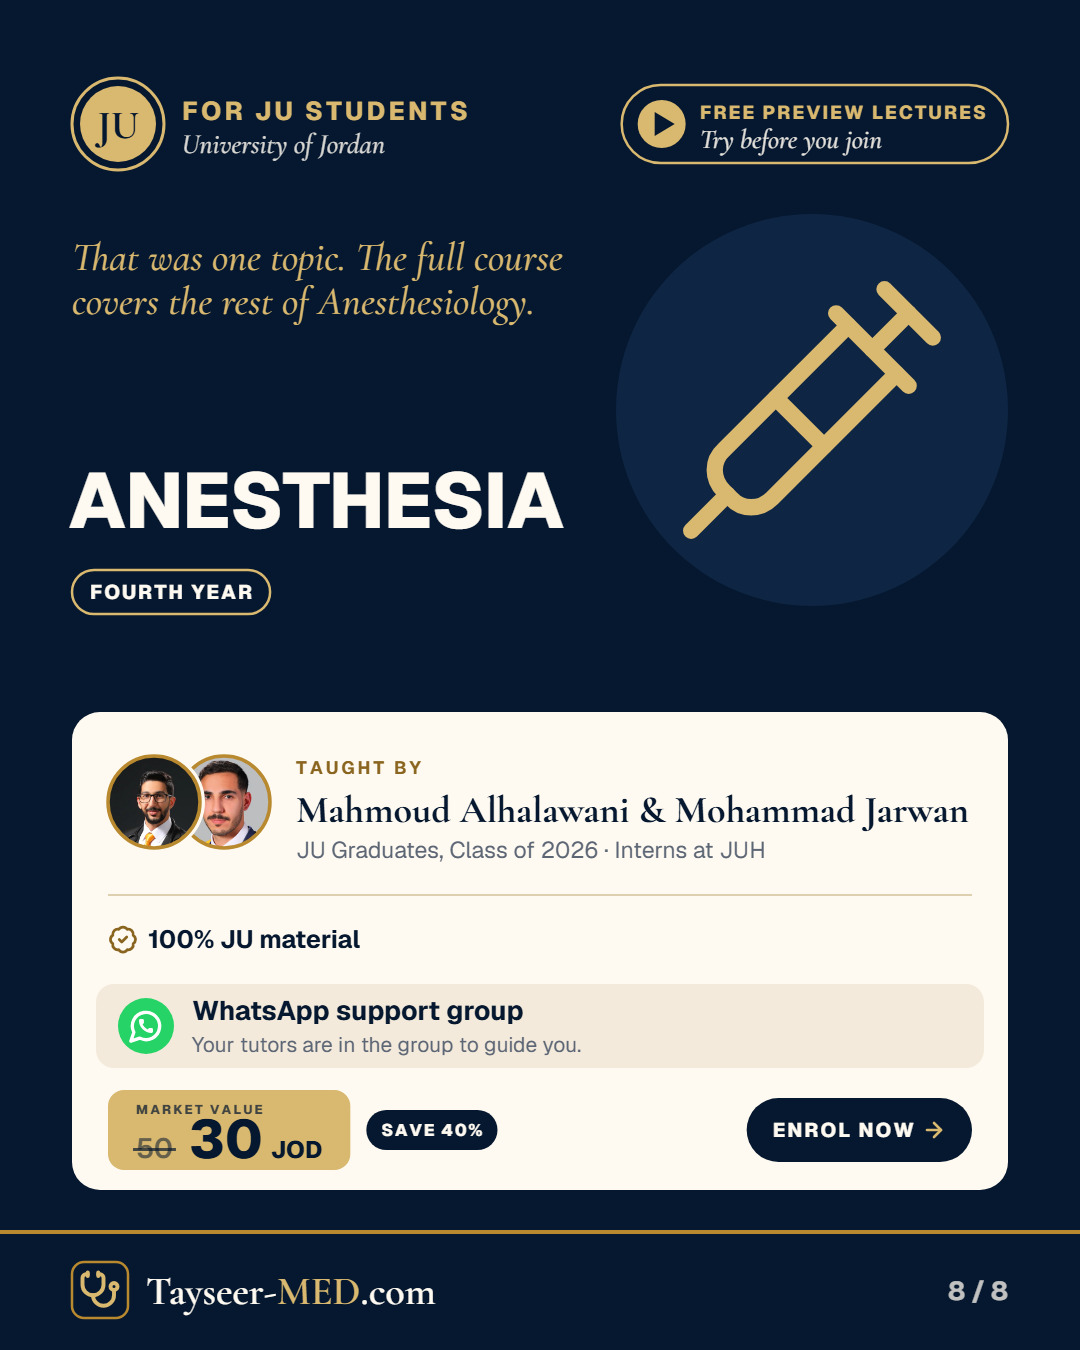 JU
FOR JU STUDENTS
University of Jordan
FREE PREVIEW LECTURES
Try before you join
That was one topic. The full course
covers the rest of Anesthesiology.
ANESTHESIA
FOURTH YEAR
TAUGHT BY
Mahmoud Alhalawani & Mohammad Jarwan
JU Graduates, Class of 2026 · Interns at JUH
100% JU material
WhatsApp support group
Your tutors are in the group to guide you.
MARKET VALUE
50 30 JOD
SAVE 40%
ENROL NOW →
Tayseer-MED.com
8 / 8